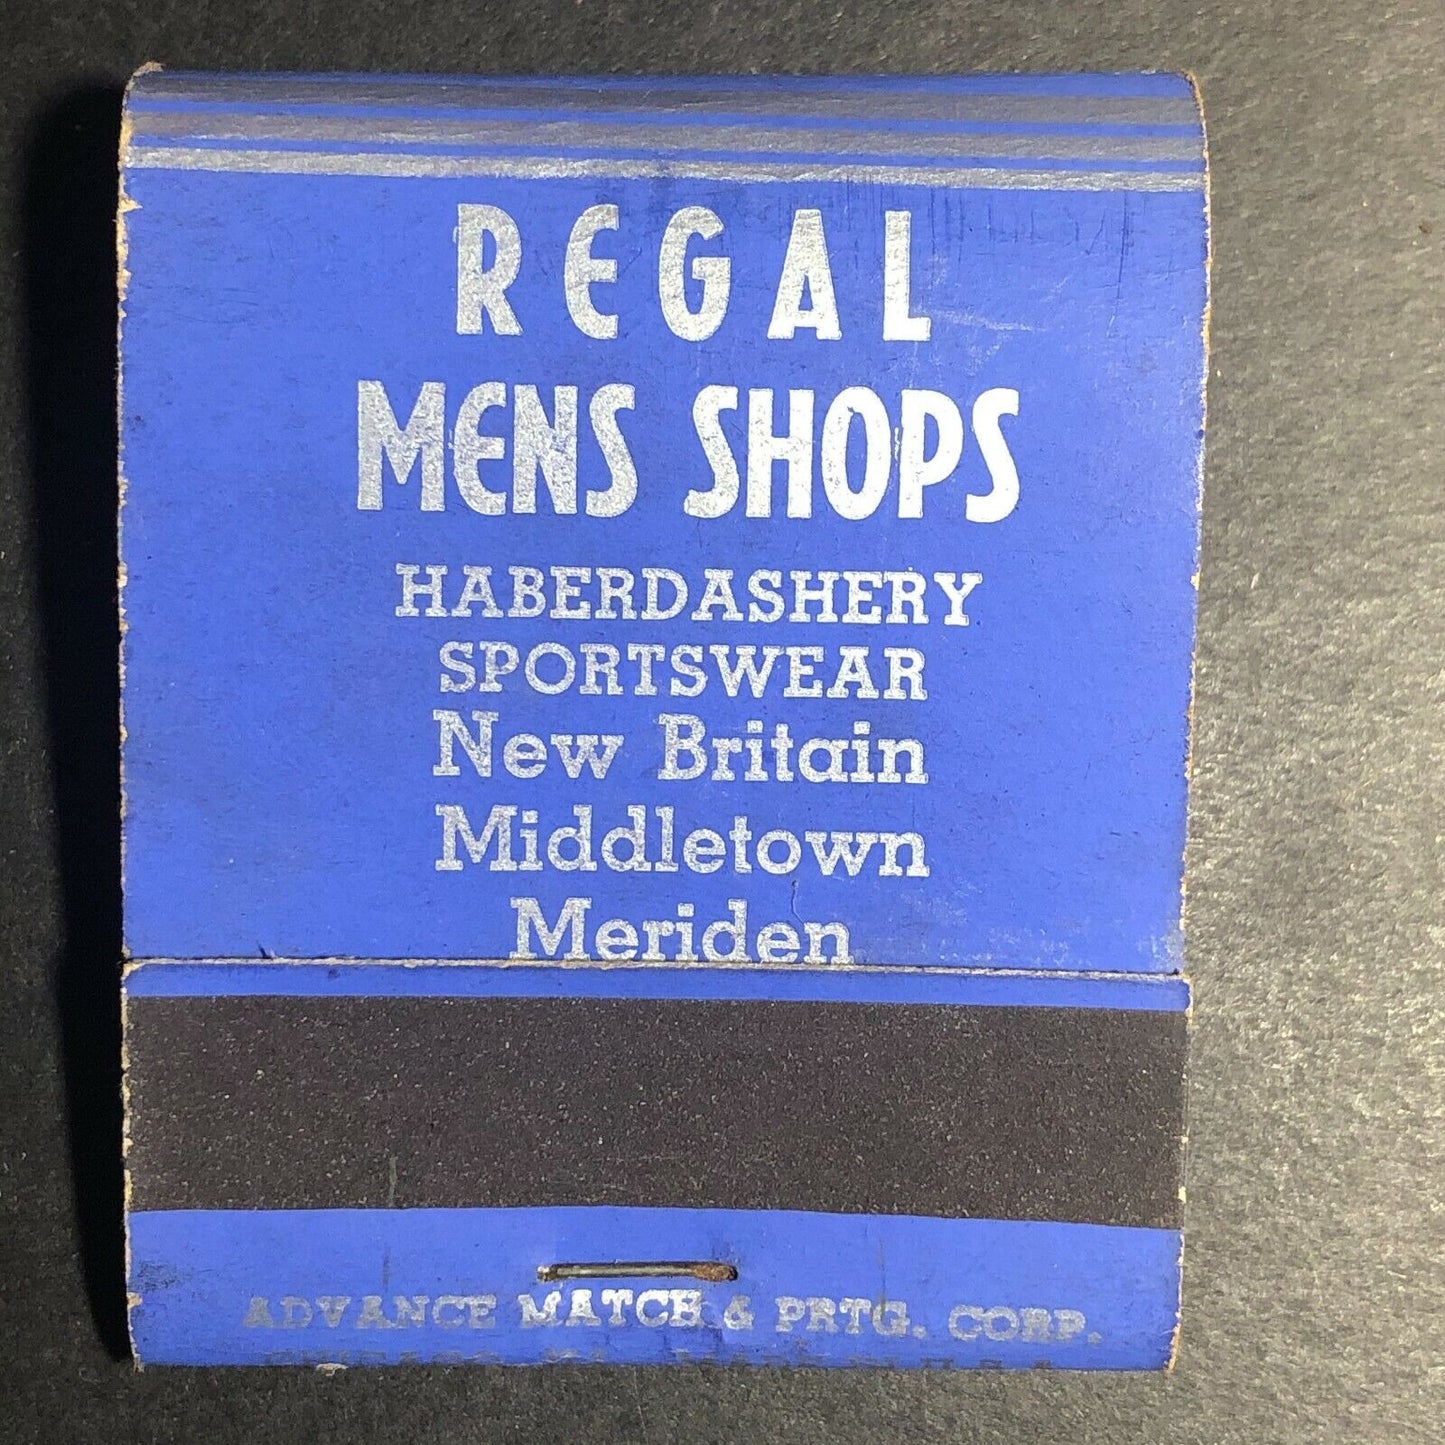 REGAL
MENS SHOPS
HABERDASHERY
SPORTSWEAR
New Britain
Middletown
Meriden
ADVANCE MATCH & PRTG. CORP.